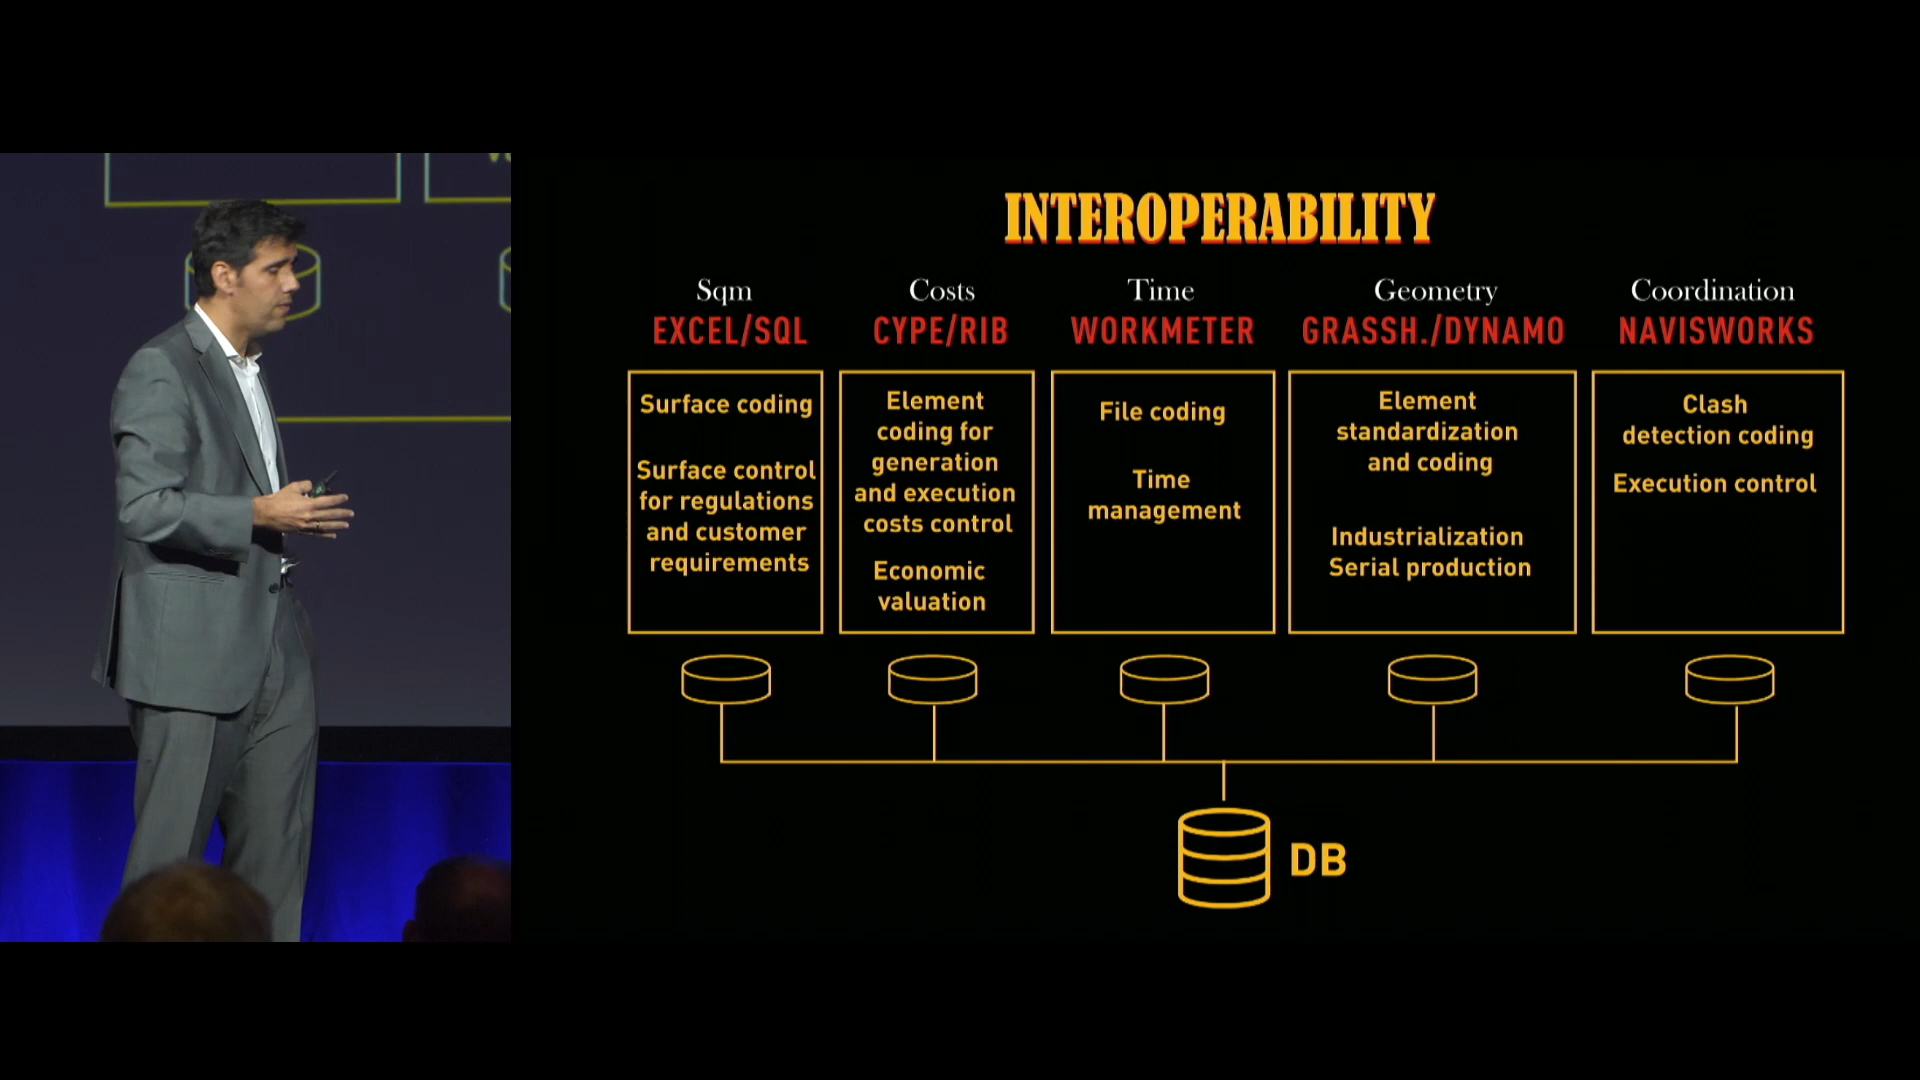 INTEROPERABILITY
Sqm
EXCEL/SQL
Surface coding
Surface control
for regulations
and customer
requirements
Costs
CYPE/RIB
Element
coding for
generation
and execution
costs control
Economic
valuation
Time
WORKMETER
File coding
Time
management
Geometry
GRASSH./DYNAMO
Element
standardization
and coding
Industrialization
Serial production
Coordination
NAVISWORKS
Clash
detection coding
Execution control
DB